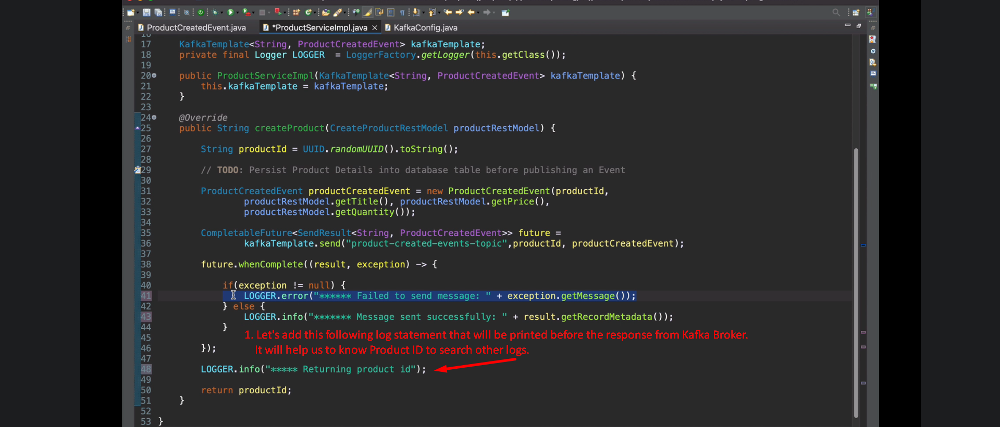 ProductCreatedEvent.java *ProductServiceImpl.java KafkaConfig.java
16
17 KafkaTemplate<String, ProductCreatedEvent> kafkaTemplate;
18 private final Logger LOGGER = LoggerFactory.getLogger(this.getClass());
19
20 public ProductServiceImpl(KafkaTemplate<String, ProductCreatedEvent> kafkaTemplate) {
21 this.kafkaTemplate = kafkaTemplate;
22 }
23
24 @Override
25 public String createProduct(CreateProductRestModel productRestModel) {
26
27 String productId = UUID.randomUUID().toString();
28
29 // TODO: Persist Product Details into database table before publishing an Event
30
31 ProductCreatedEvent productCreatedEvent = new ProductCreatedEvent(productId,
32 productRestModel.getTitle(), productRestModel.getPrice(),
33 productRestModel.getQuantity());
34
35 CompletableFuture<SendResult<String, ProductCreatedEvent>> future =
36 kafkaTemplate.send("product-created-events-topic",productId, productCreatedEvent);
37
38 future.whenComplete((result, exception) -> {
39
40 if(exception != null) {
41 LOGGER.error("****** Failed to send message: " + exception.getMessage());
42 } else {
43 LOGGER.info("******* Message sent successfully: " + result.getRecordMetadata());
44 }
1. Let's add this following log statement that will be printed before the response from Kafka Broker.
45
46 });
It will help us to know Product ID to search other logs.
47
48 LOGGER.info("***** Returning product id");
49
50 return productId;
51 }
52
53 }